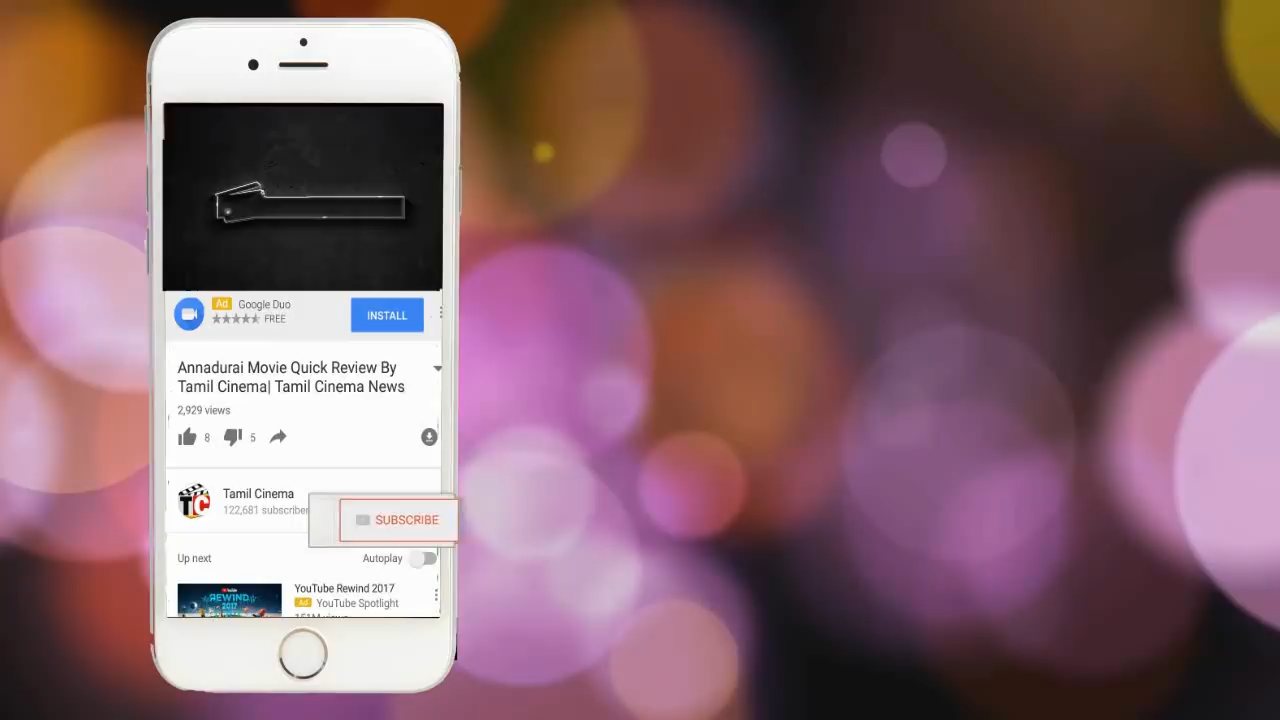 Ad Google Duo
FREE
INSTALL
Annadurai Movie Quick Review By
Tamil Cinema| Tamil Cinema News
2,929 views
8 5
TC
Tamil Cinema
122,681 subscriber
SUBSCRIBE
Up next Autoplay
REWIND
2017
YouTube Rewind 2017
Ad YouTube Spotlight